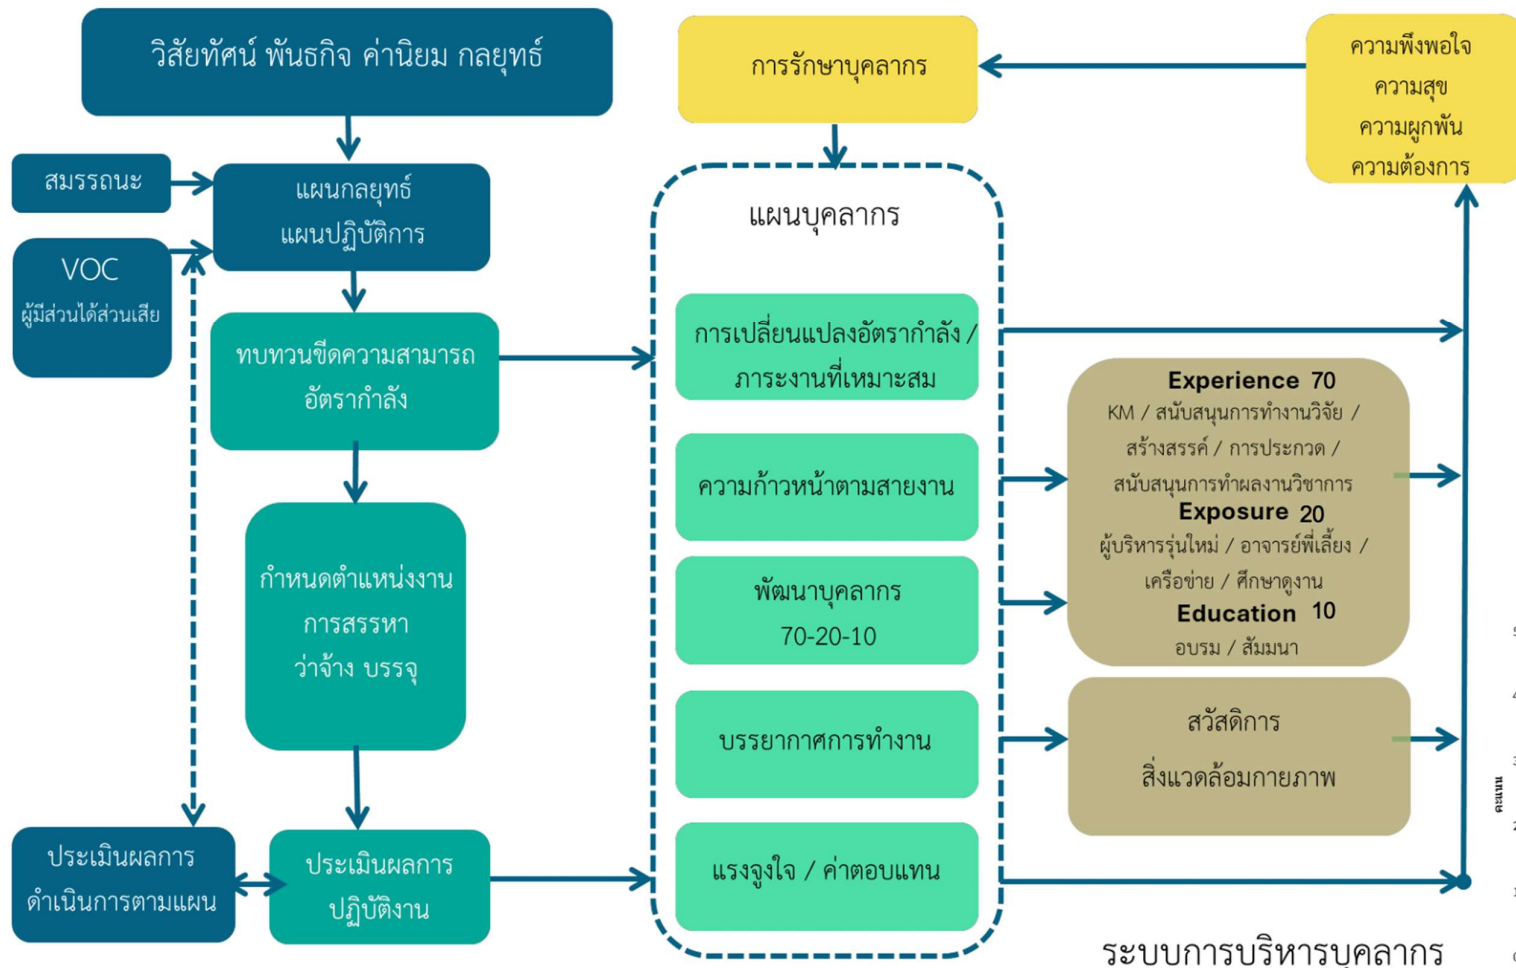 วิสัยทัศน์ พันธกิจ ค่านิยม กลยุทธ์
สมรรถนะ
แผนกลยุทธ์
แผนปฏิบัติการ
VOC
ผู้มีส่วนได้ส่วนเสีย
ทบทวนขีดความสามารถ
อัตรากำลัง
กำหนดตำแหน่งงาน
การสรรหา
ว่าจ้าง บรรจุ
ประเมินผลการ
ดำเนินการตามแผน
ประเมินผลการ
ปฏิบัติงาน
การรักษาบุคลากร
แผนบุคลากร
การเปลี่ยนแปลงอัตรากำลัง /
ภาระงานที่เหมาะสม
ความก้าวหน้าตามสายงาน
พัฒนาบุคลากร
70-20-10
บรรยากาศการทำงาน
แรงจูงใจ / ค่าตอบแทน
ความพึงพอใจ
ความสุข
ความผูกพัน
ความต้องการ
Experience 70
KM / สนับสนุนการทำงานวิจัย /
สร้างสรรค์ / การประกวด /
สนับสนุนการทำผลงานวิชาการ
Exposure 20
ผู้บริหารรุ่นใหม่ / อาจารย์พี่เลี้ยง /
เครือข่าย / ศึกษาดูงาน
Education 10
อบรม / สัมมนา
สวัสดิการ
สิ่งแวดล้อมกายภาพ
ระบบการบริหารบุคลากร
คะแนน